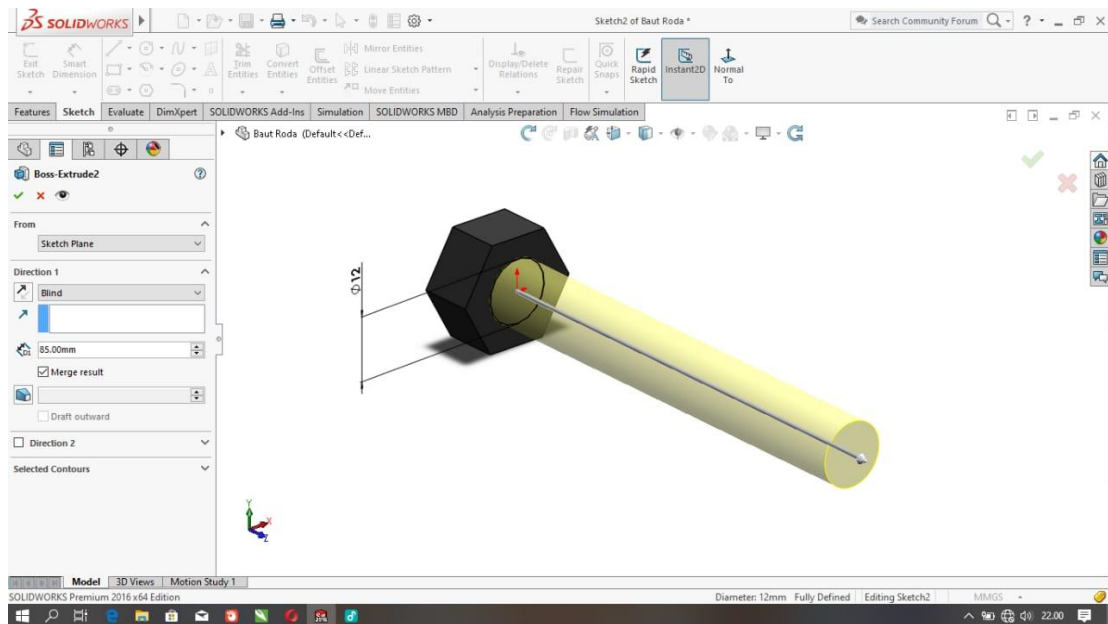 SOLIDWORKS
Sketch2 of Baut Roda *
Search Community Forum
Exit Sketch
Smart Dimension
Trim Entities
Convert Entities
Offset Entities
Mirror Entities
Linear Sketch Pattern
Move Entities
Display/Delete Relations
Repair Sketch
Quick Snaps
Rapid Sketch
Instant2D
Normal To
Features Sketch Evaluate DimXpert SOLIDWORKS Add-Ins Simulation SOLIDWORKS MBD Analysis Preparation Flow Simulation
Baut Roda (Default<<Def...
Boss-Extrude2
From
Sketch Plane
Direction 1
Blind
85.00mm
Merge result
Draft outward
Direction 2
Selected Contours
Φ12
Y
X
Z
Model 3D Views Motion Study 1
SOLIDWORKS Premium 2016 x64 Edition
Diameter: 12mm Fully Defined Editing Sketch2 MMGS
22.00